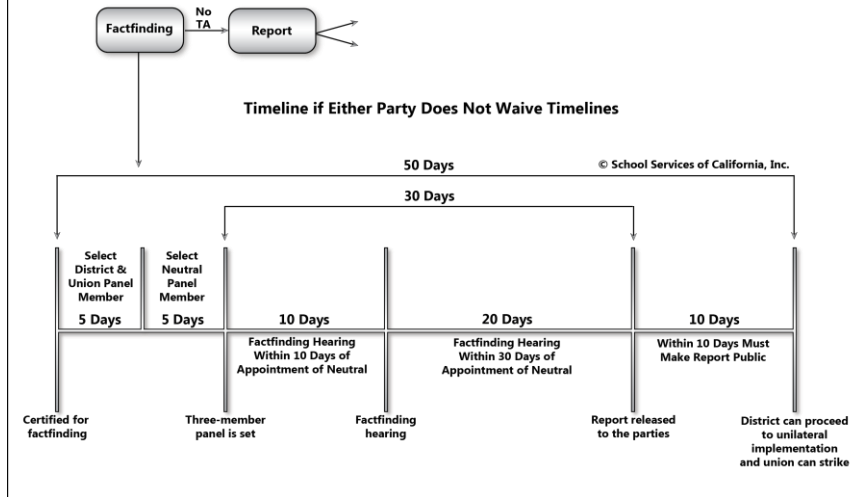 No
TA
Factfinding
Report
Timeline if Either Party Does Not Waive Timelines
50 Days
© School Services of California, Inc.
30 Days
Select
District &
Union Panel
Member
Select
Neutral
Panel
Member
5 Days
5 Days
10 Days
20 Days
10 Days
Factfinding Hearing
Within 10 Days of
Appointment of Neutral
Factfinding Hearing
Within 30 Days of
Appointment of Neutral
Within 10 Days Must
Make Report Public
Certified for
factfinding
Three-member
panel is set
Factfinding
hearing
Report released
to the parties
District can proceed
to unilateral
implementation
and union can strike